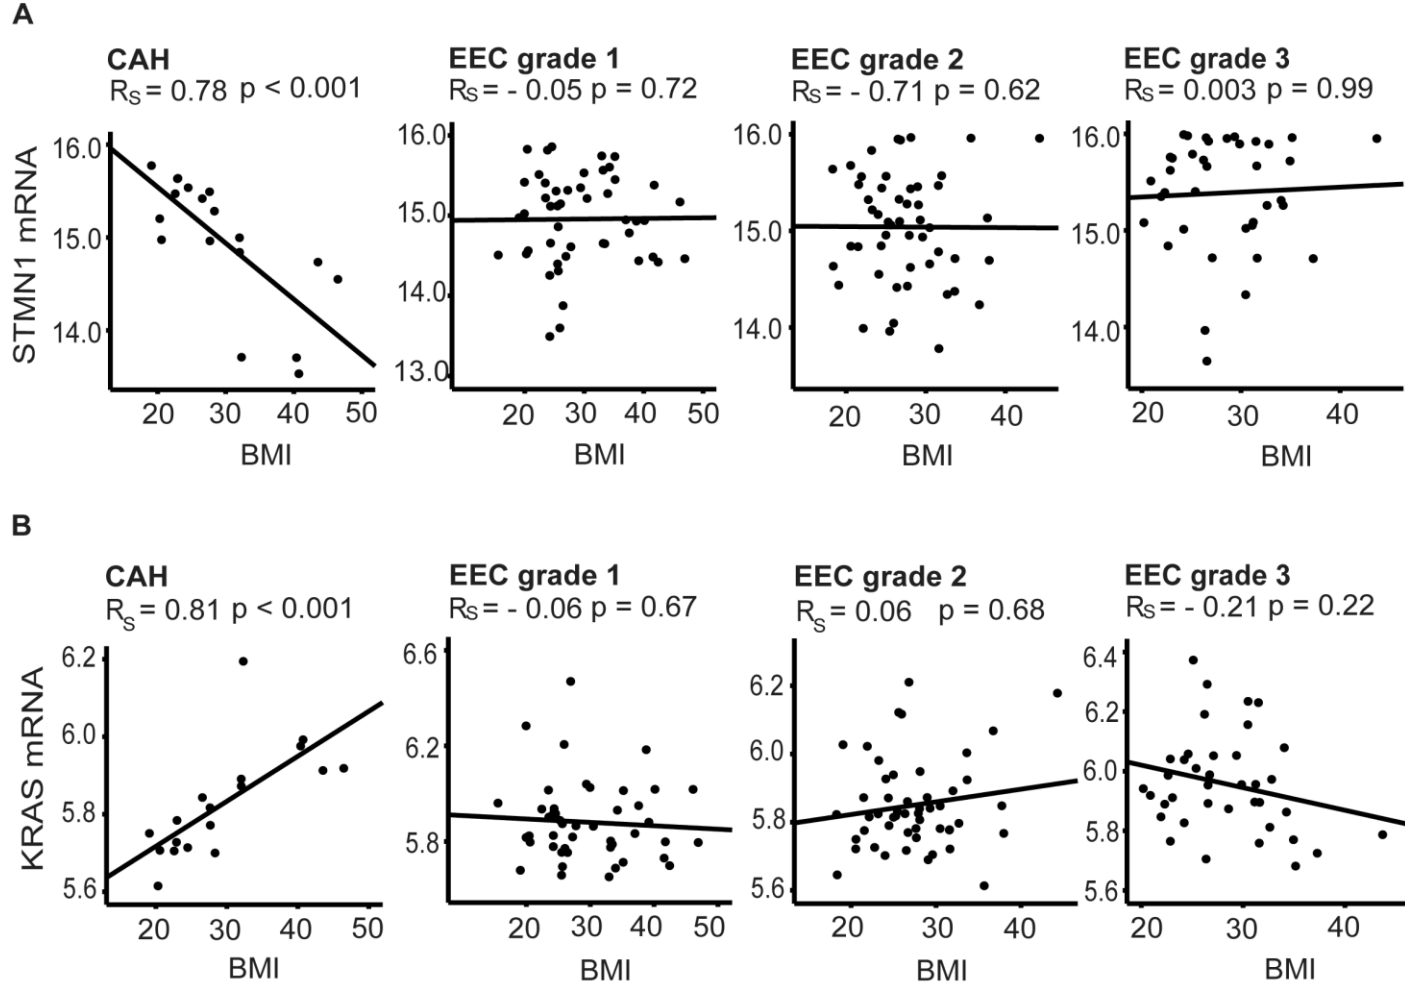 A
CAH
EEC grade 1
EEC grade 2
EEC grade 3
RS = 0.78 p < 0.001
RS = - 0.05 p = 0.72
RS = - 0.71 p = 0.62
RS = 0.003 p = 0.99
STMN1 mRNA
16.0
15.0
14.0
20 30 40 50
BMI
16.0
15.0
14.0
13.0
20 30 40 50
BMI
16.0
15.0
14.0
20 30 40
BMI
16.0
15.0
14.0
20 30 40
BMI
B
CAH
EEC grade 1
EEC grade 2
EEC grade 3
RS = 0.81 p < 0.001
RS = - 0.06 p = 0.67
RS = 0.06 p = 0.68
RS = - 0.21 p = 0.22
KRAS mRNA
6.2
6.0
5.8
5.6
20 30 40 50
BMI
6.6
6.2
5.8
20 30 40 50
BMI
6.2
6.0
5.8
5.6
20 30 40
BMI
6.4
6.2
6.0
5.8
5.6
20 30 40
BMI